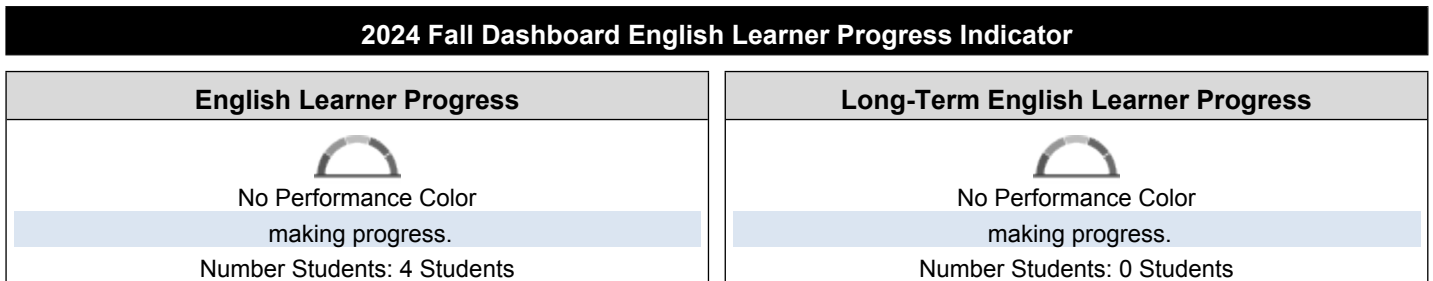 2024 Fall Dashboard English Learner Progress Indicator
English Learner Progress
No Performance Color
making progress.
Number Students: 4 Students
Long-Term English Learner Progress
No Performance Color
making progress.
Number Students: 0 Students